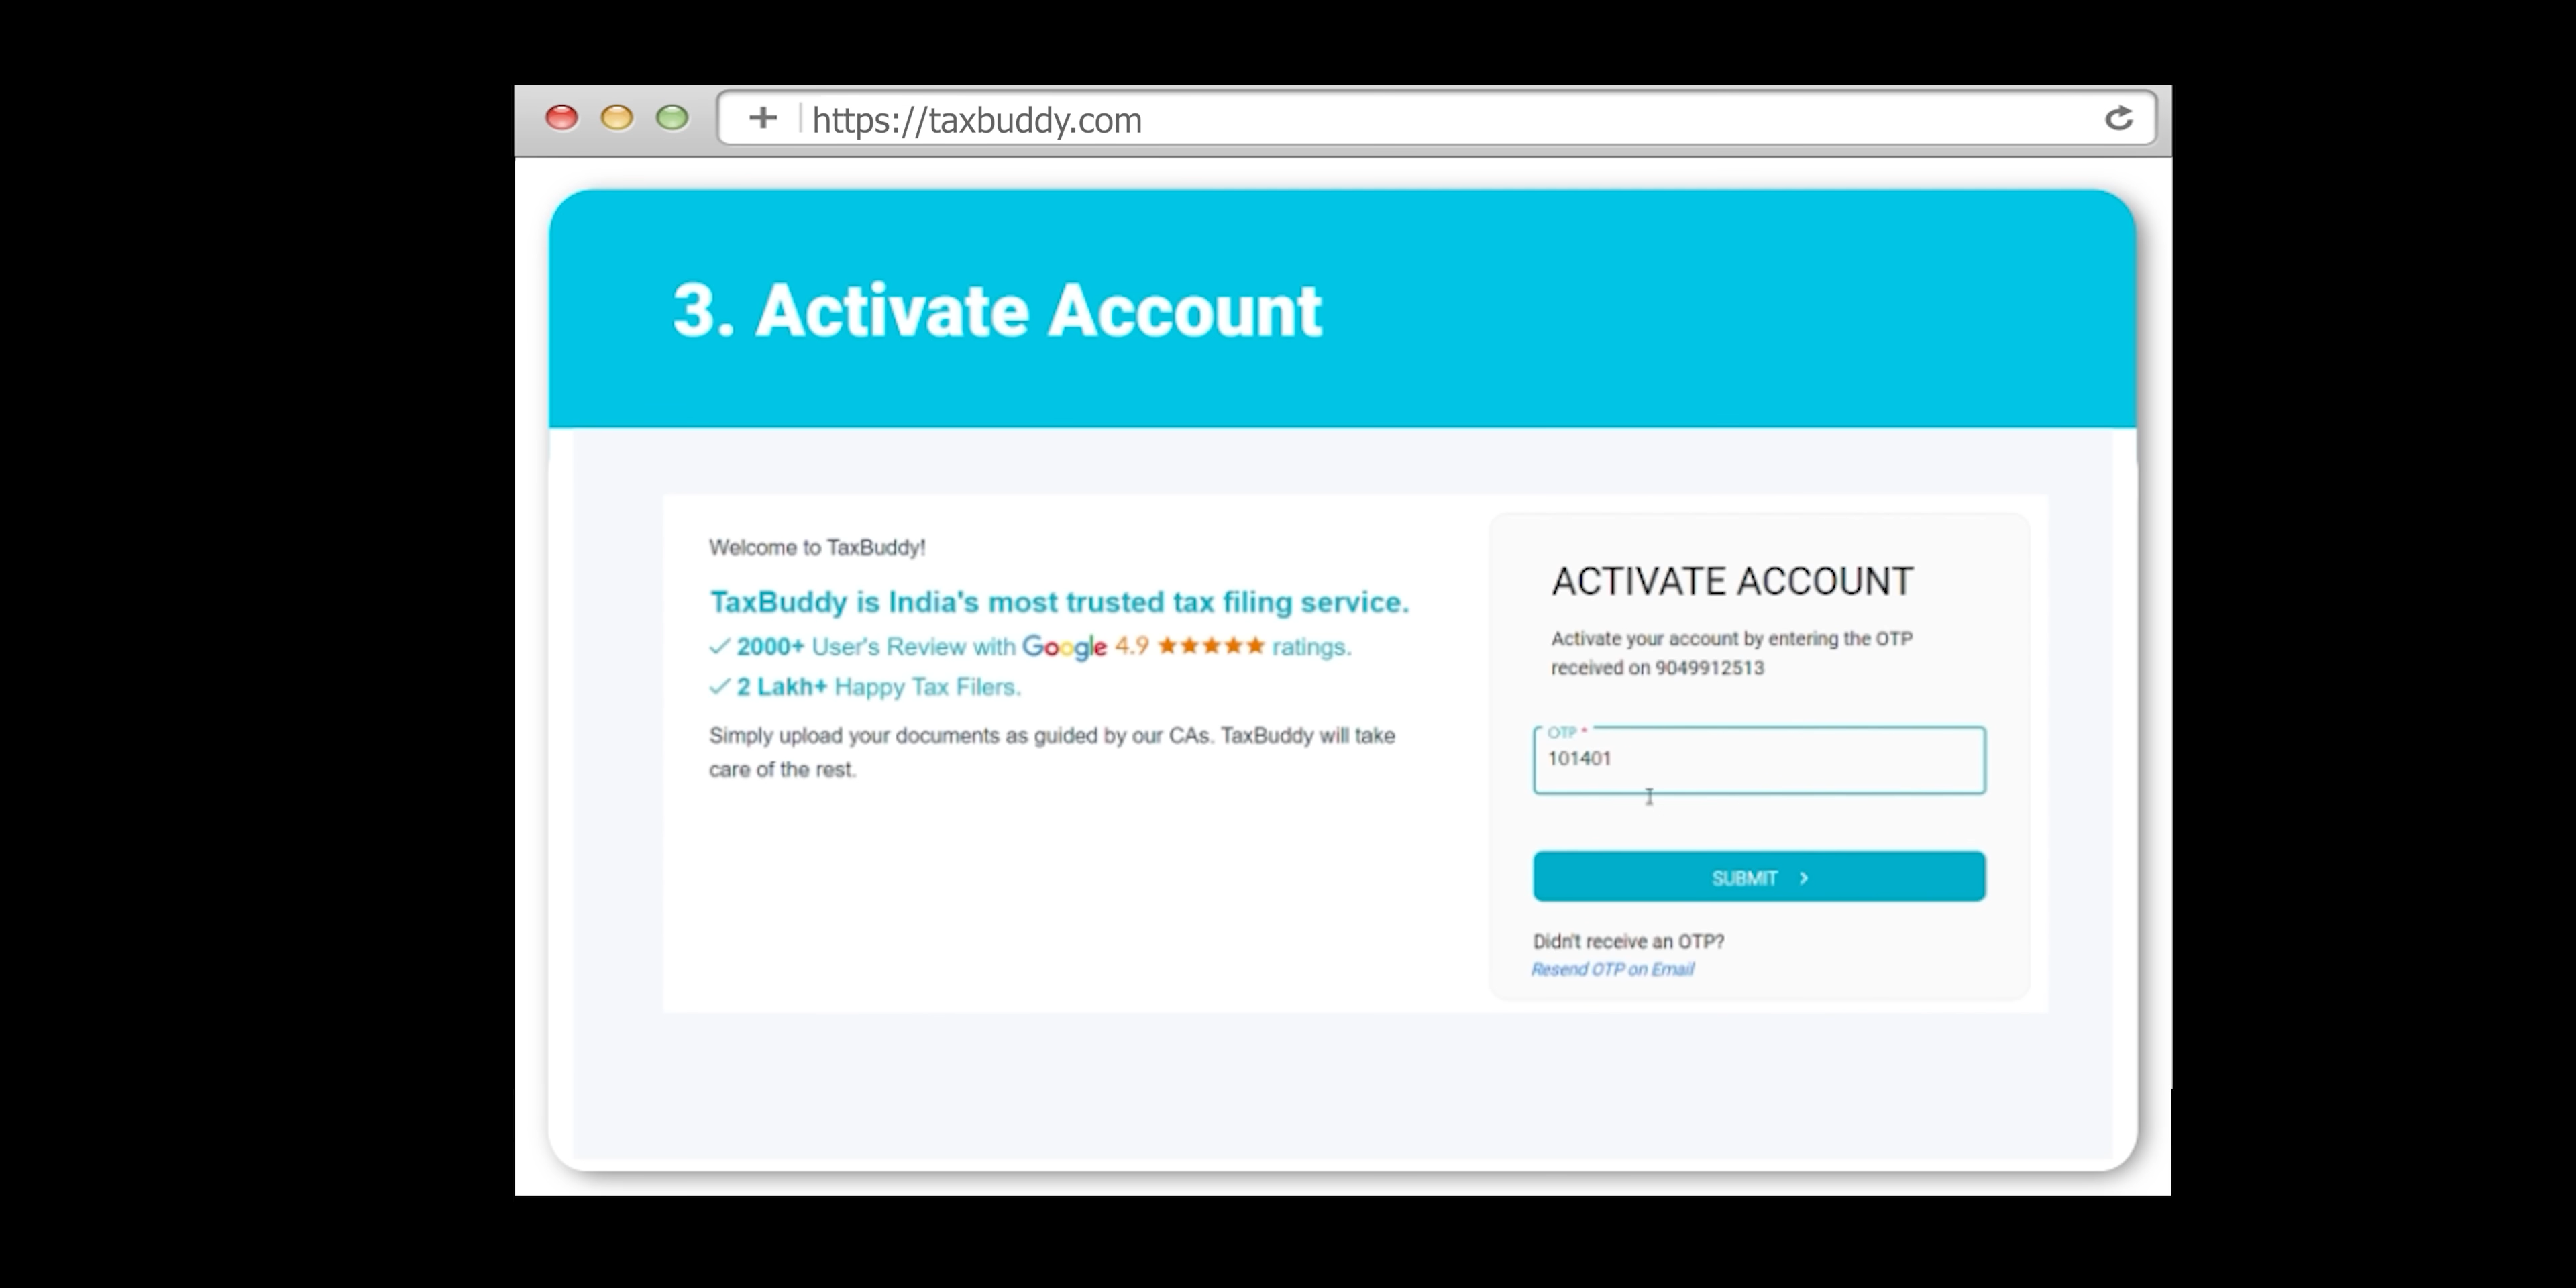 https://taxbuddy.com
3. Activate Account
Welcome to TaxBuddy!
TaxBuddy is India's most trusted tax filing service.
✓ 2000+ User's Review with Google 4.9 ★★★★★ ratings.
✓ 2 Lakh+ Happy Tax Filers.
Simply upload your documents as guided by our CAs. TaxBuddy will take
care of the rest.
ACTIVATE ACCOUNT
Activate your account by entering the OTP
received on 9049912513
OTP *
101401
SUBMIT >
Didn't receive an OTP?
Resend OTP on Email